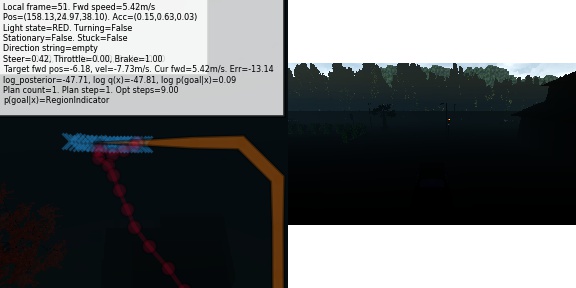 Local frame=51. Fwd speed=5.42m/s
Pos=(158.13,24.97,38.10). Acc=(0.15,0.63,0.03)
Light state=RED. Turning=False
Stationary=False. Stuck=False
Direction string=empty
Steer=0.42, Throttle=0.00, Brake=1.00
Target fwd pos=-6.18, vel=-7.73m/s. Cur fwd=5.42m/s. Err=-13.14
log_posterior=-47.71, log q(x)=-47.81, log p(goal|x)=0.09
Plan count=1. Plan step=1. Opt steps=9.00
p(goal|x)=RegionIndicator